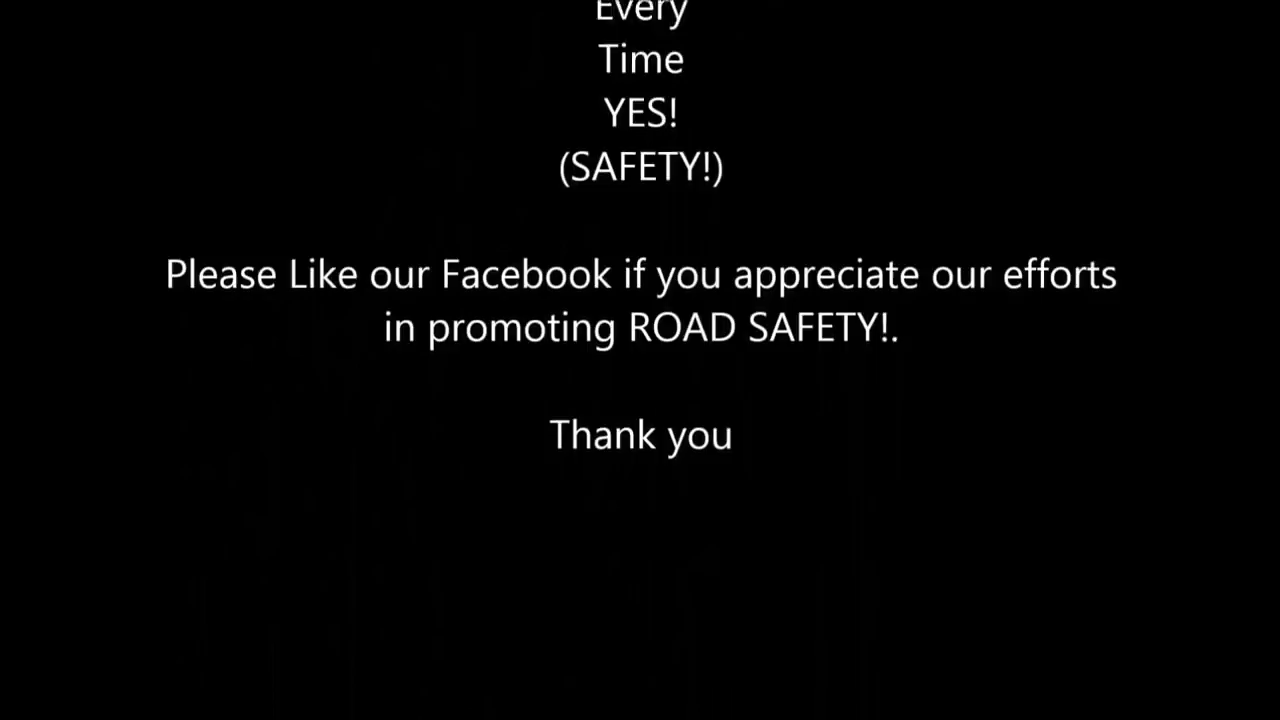 Every
Time
YES!
(SAFETY!)
Please Like our Facebook if you appreciate our efforts
in promoting ROAD SAFETY!.
Thank you